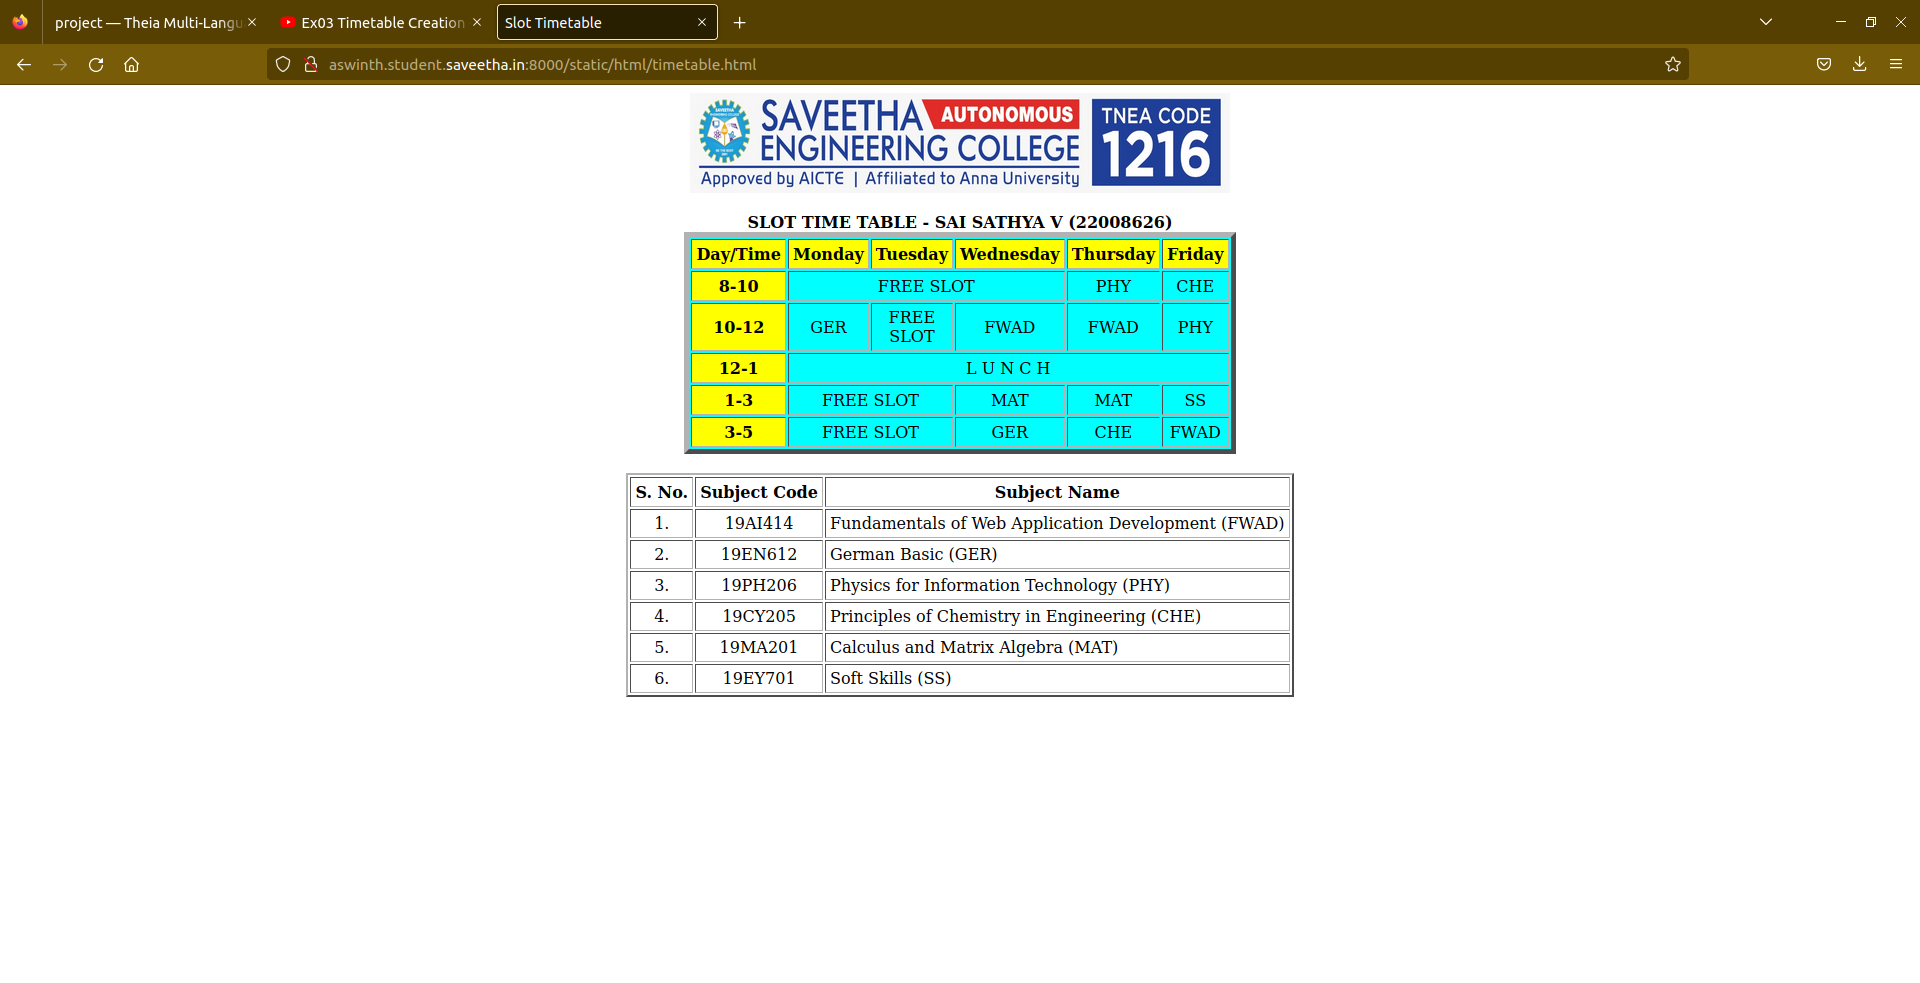 project — Theia Multi-Langu
Ex03 Timetable Creation
Slot Timetable
aswinth.student.saveetha.in:8000/static/html/timetable.html
SAVEETHA AUTONOMOUS
ENGINEERING COLLEGE
Approved by AICTE | Affiliated to Anna University
TNEA CODE
1216
SLOT TIME TABLE - SAI SATHYA V (22008626)
Day/Time Monday Tuesday Wednesday Thursday Friday
8-10 FREE SLOT PHY CHE
10-12 GER FREE SLOT FWAD FWAD PHY
12-1 L U N C H
1-3 FREE SLOT MAT MAT SS
3-5 FREE SLOT GER CHE FWAD
S. No. Subject Code Subject Name
1. 19AI414 Fundamentals of Web Application Development (FWAD)
2. 19EN612 German Basic (GER)
3. 19PH206 Physics for Information Technology (PHY)
4. 19CY205 Principles of Chemistry in Engineering (CHE)
5. 19MA201 Calculus and Matrix Algebra (MAT)
6. 19EY701 Soft Skills (SS)